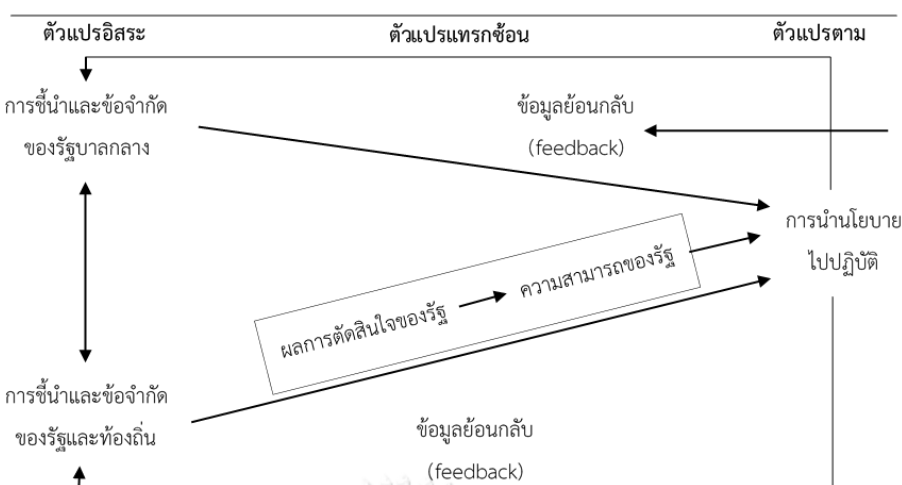 ตัวแปรอิสระ
ตัวแปรแทรกซ้อน
ตัวแปรตาม
การชี้นำและข้อจำกัด
ของรัฐบาลกลาง
ข้อมูลย้อนกลับ
(feedback)
การนำนโยบาย
ไปปฏิบัติ
ผลการตัดสินใจของรัฐ
ความสามารถของรัฐ
การชี้นำและข้อจำกัด
ของรัฐและท้องถิ่น
ข้อมูลย้อนกลับ
(feedback)